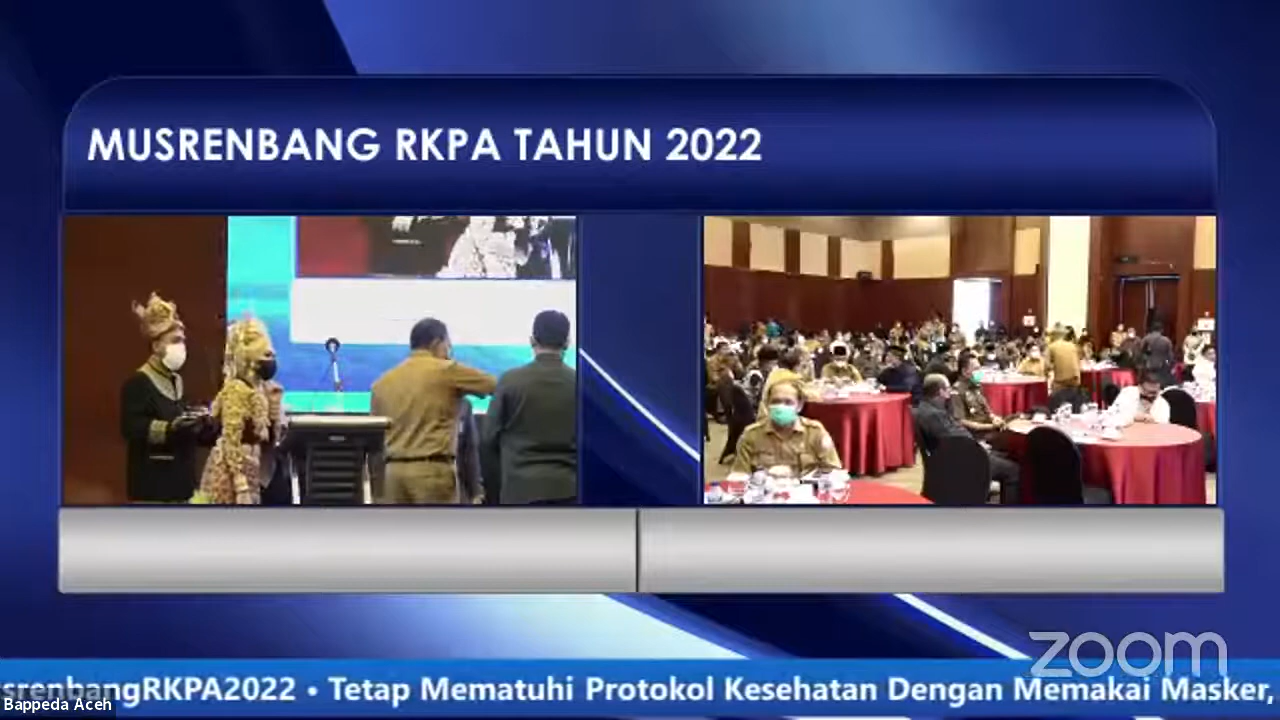 MUSRENBANG RKPA TAHUN 2022
zoom
srenbangRKPA2022 • Tetap Mematuhi Protokol Kesehatan Dengan Memakai Masker,
Bappeda Aceh